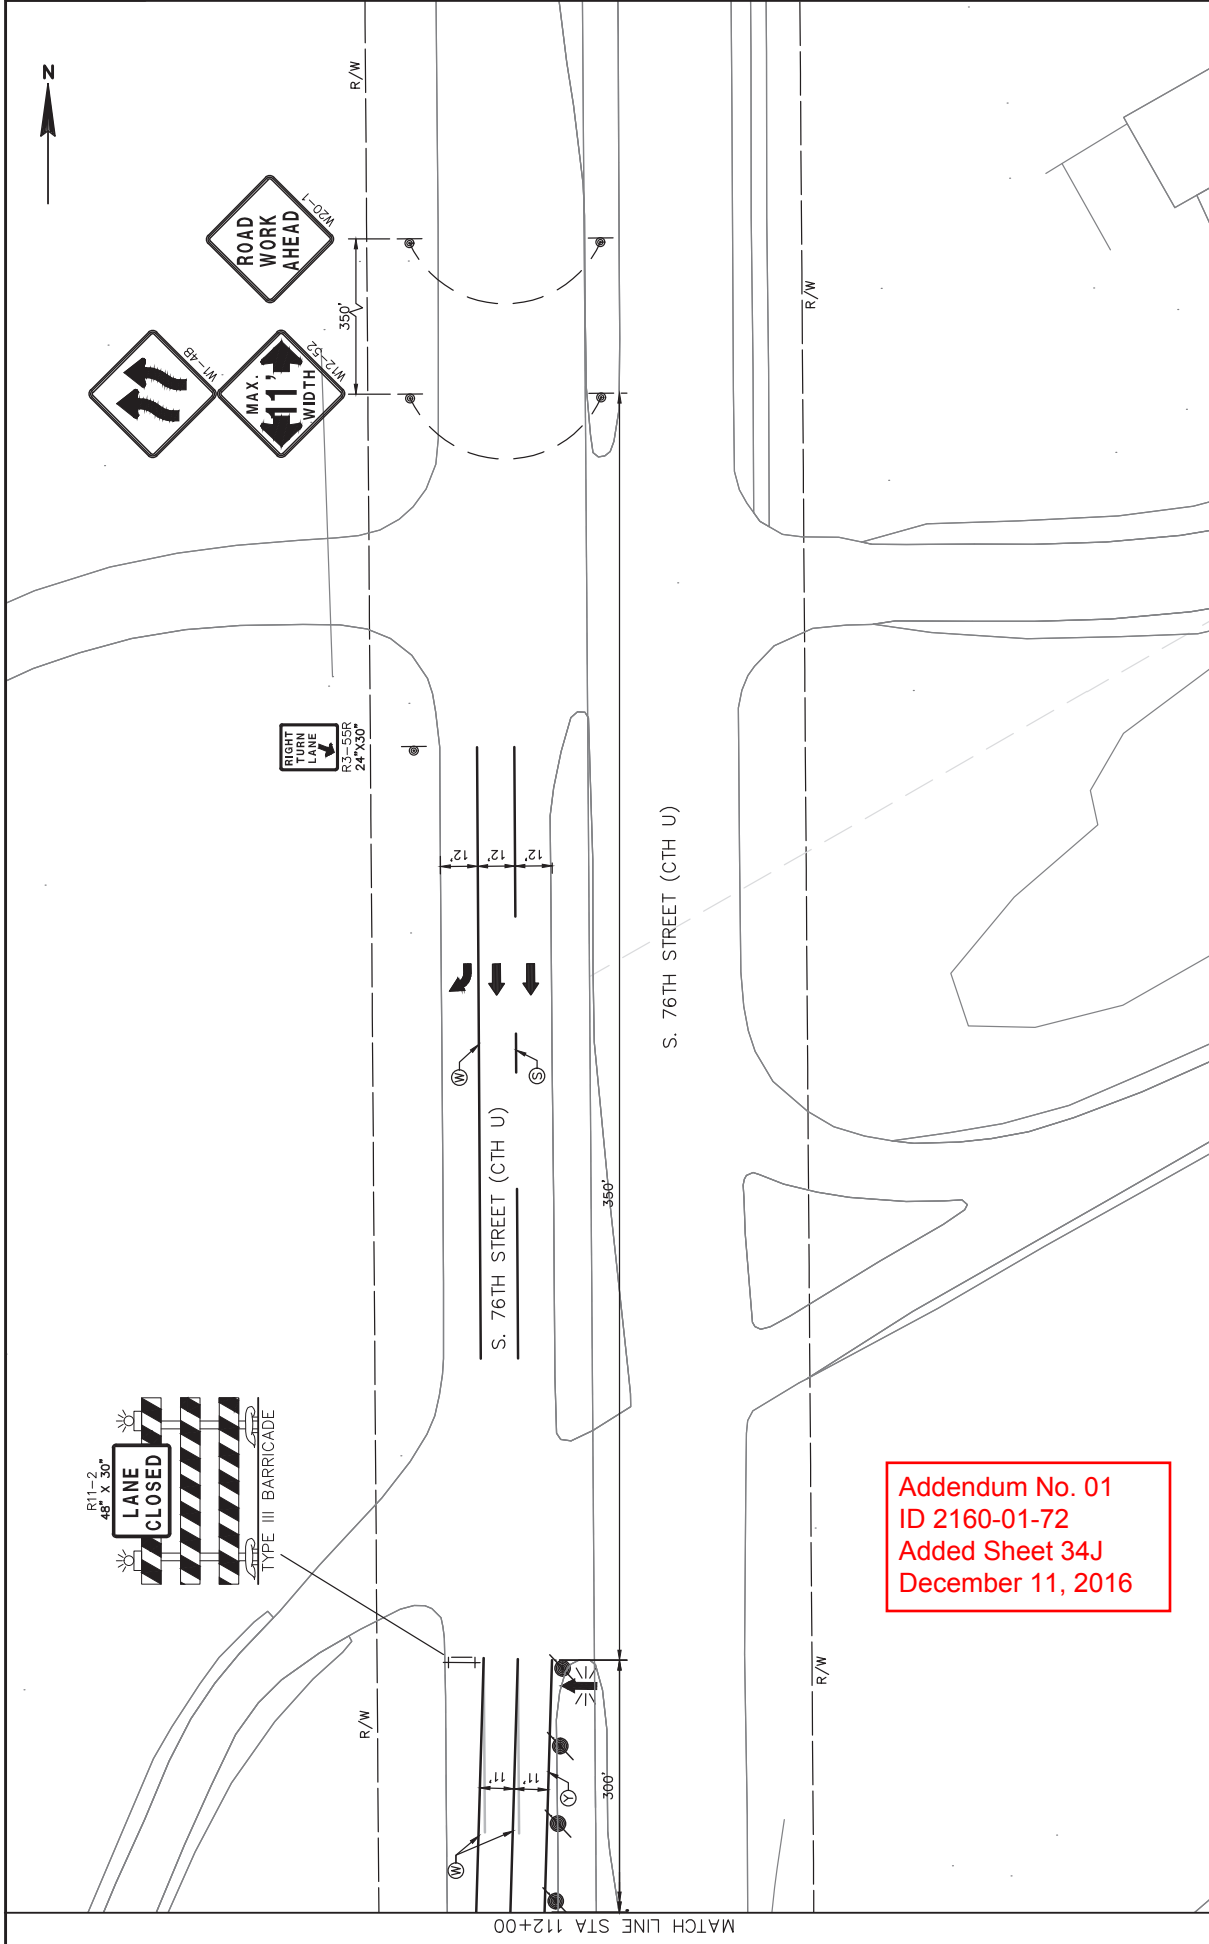 N
R/W
ROAD
WORK
AHEAD
W20-1
350'
W1-4B
MAX.
11'
WIDTH
W12-52
R/W
RIGHT
TURN
LANE
R3-55R
24"X30"
12'
12'
12'
S. 76TH STREET (CTH U)
W
S
S. 76TH STREET (CTH U)
350'
R11-2
48" X 30"
LANE
CLOSED
TYPE III BARRICADE
Addendum No. 01
ID 2160-01-72
Added Sheet 34J
December 11, 2016
R/W
R/W
11'
11'
Y
300'
W
MATCH LINE STA 112+00